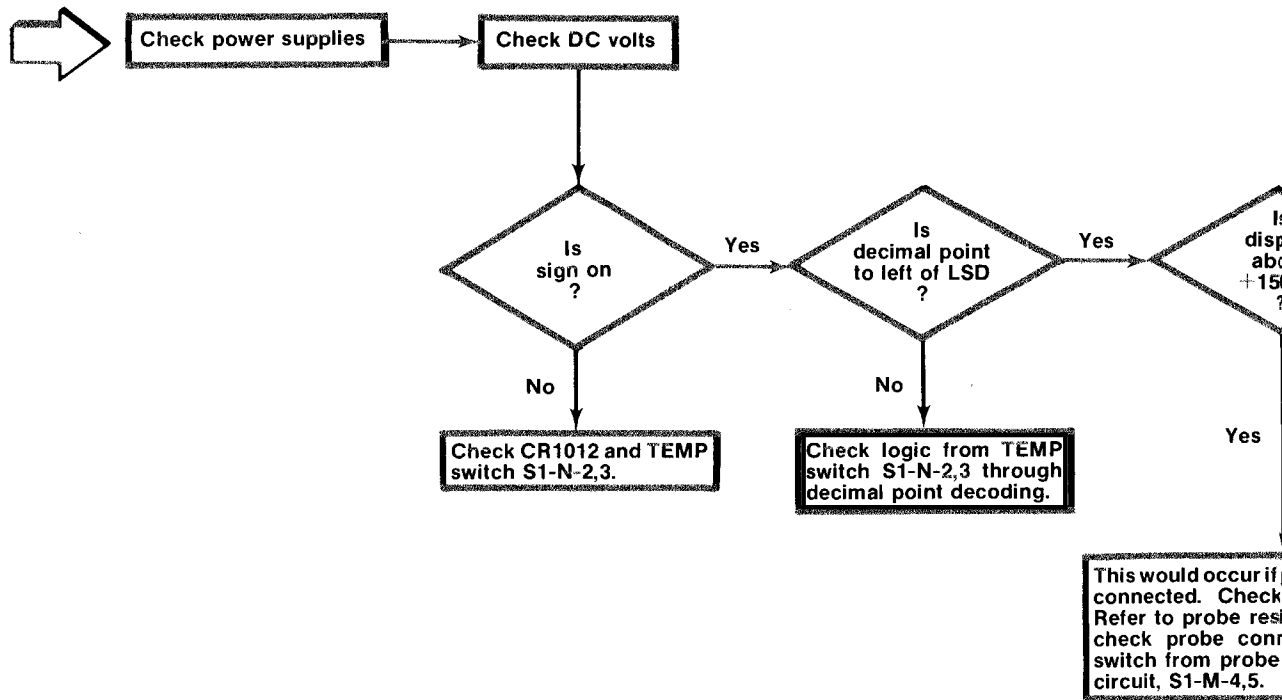 Check power supplies
Check DC volts
Is
sign on
?
Yes
No
Check CR1012 and TEMP
switch S1-N-2,3.
Is
decimal point
to left of LSD
?
Yes
No
Check logic from TEMP
switch S1-N-2,3 through
decimal point decoding.
?
Yes
This would occur if
connected. Check
Refer to probe
check probe
switch from probe
circuit, S1-M-4,5.